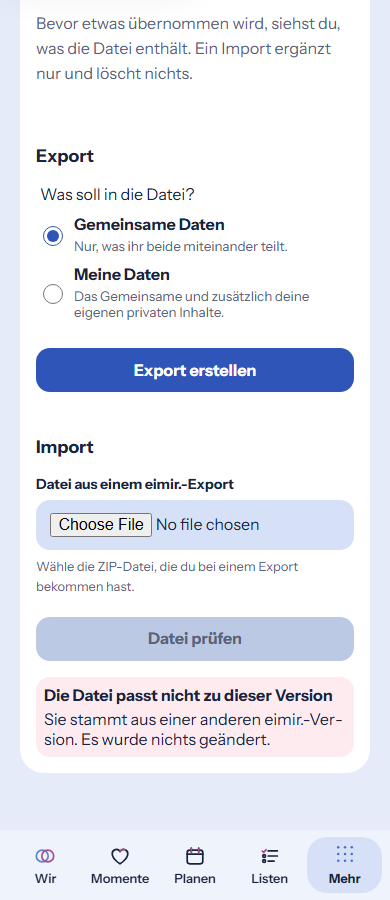 Bevor etwas übernommen wird, siehst du,
was die Datei enthält. Ein Import ergänzt
nur und löscht nichts.
Export
Was soll in die Datei?
Gemeinsame Daten
Nur, was ihr beide miteinander teilt.
Meine Daten
Das Gemeinsame und zusätzlich deine
eigenen privaten Inhalte.
Export erstellen
Import
Datei aus einem eimir.-Export
Choose File No file chosen
Wähle die ZIP-Datei, die du bei einem Export
bekommen hast.
Datei prüfen
Die Datei passt nicht zu dieser Version
Sie stammt aus einer anderen eimir.-Ver-
sion. Es wurde nichts geändert.
Wir Momente Planen Listen Mehr